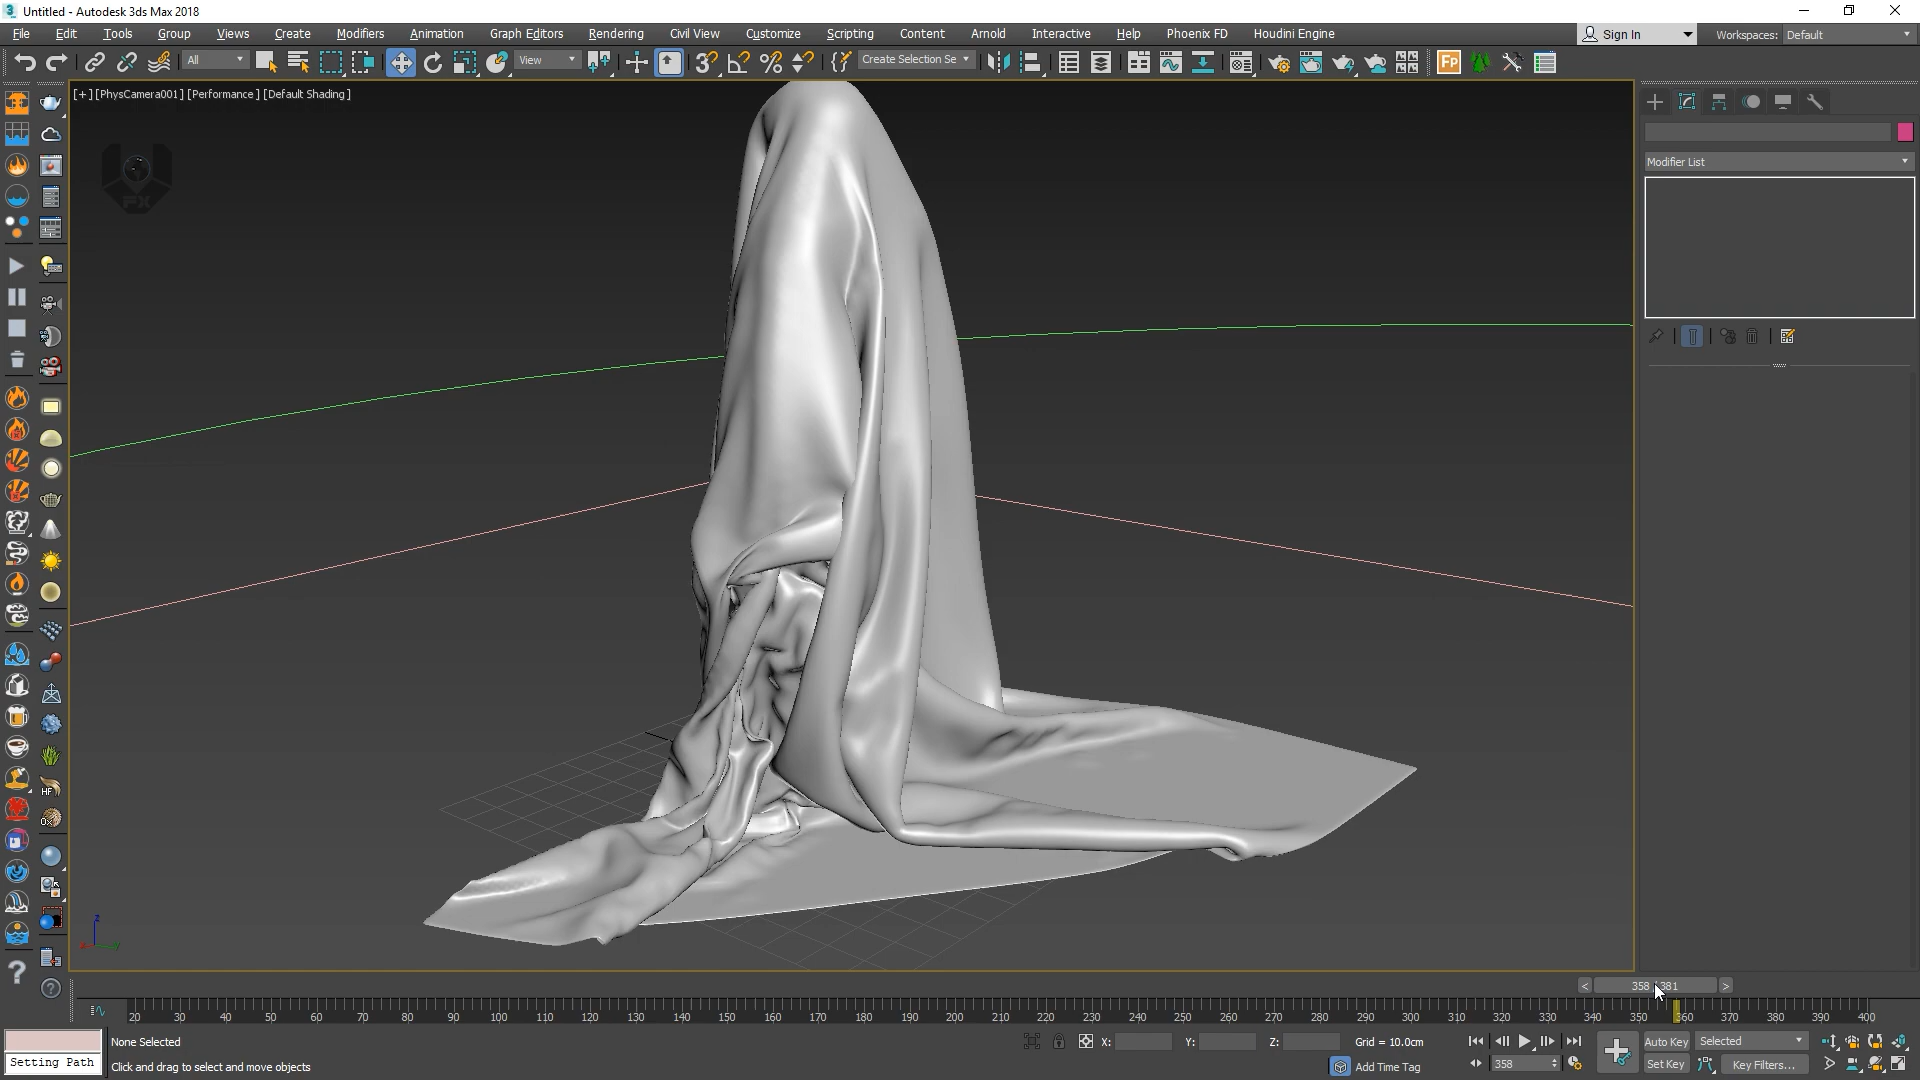 Untitled - Autodesk 3ds Max 2018
File Edit Tools Group Views Create Modifiers Animation Graph Editors Rendering Civil View Customize Scripting Content Arnold Interactive Help Phoenix FD Houdini Engine Sign In Workspaces: Default
All View Create Selection Se FP
[+] [PhysCamera001] [Performance] [Default Shading]
FX
Modifier List
HF
Ox
z
358 / 381
20 30 40 50 60 70 80 90 100 110 120 130 140 150 160 170 180 190 200 210 220 230 240 250 260 270 280 290 300 310 320 330 340 350 360 370 380 390 400
None Selected X: Y: Z: Grid = 10.0cm Auto Key Selected
Setting Path Click and drag to select and move objects Add Time Tag 358 Set Key Key Filters...